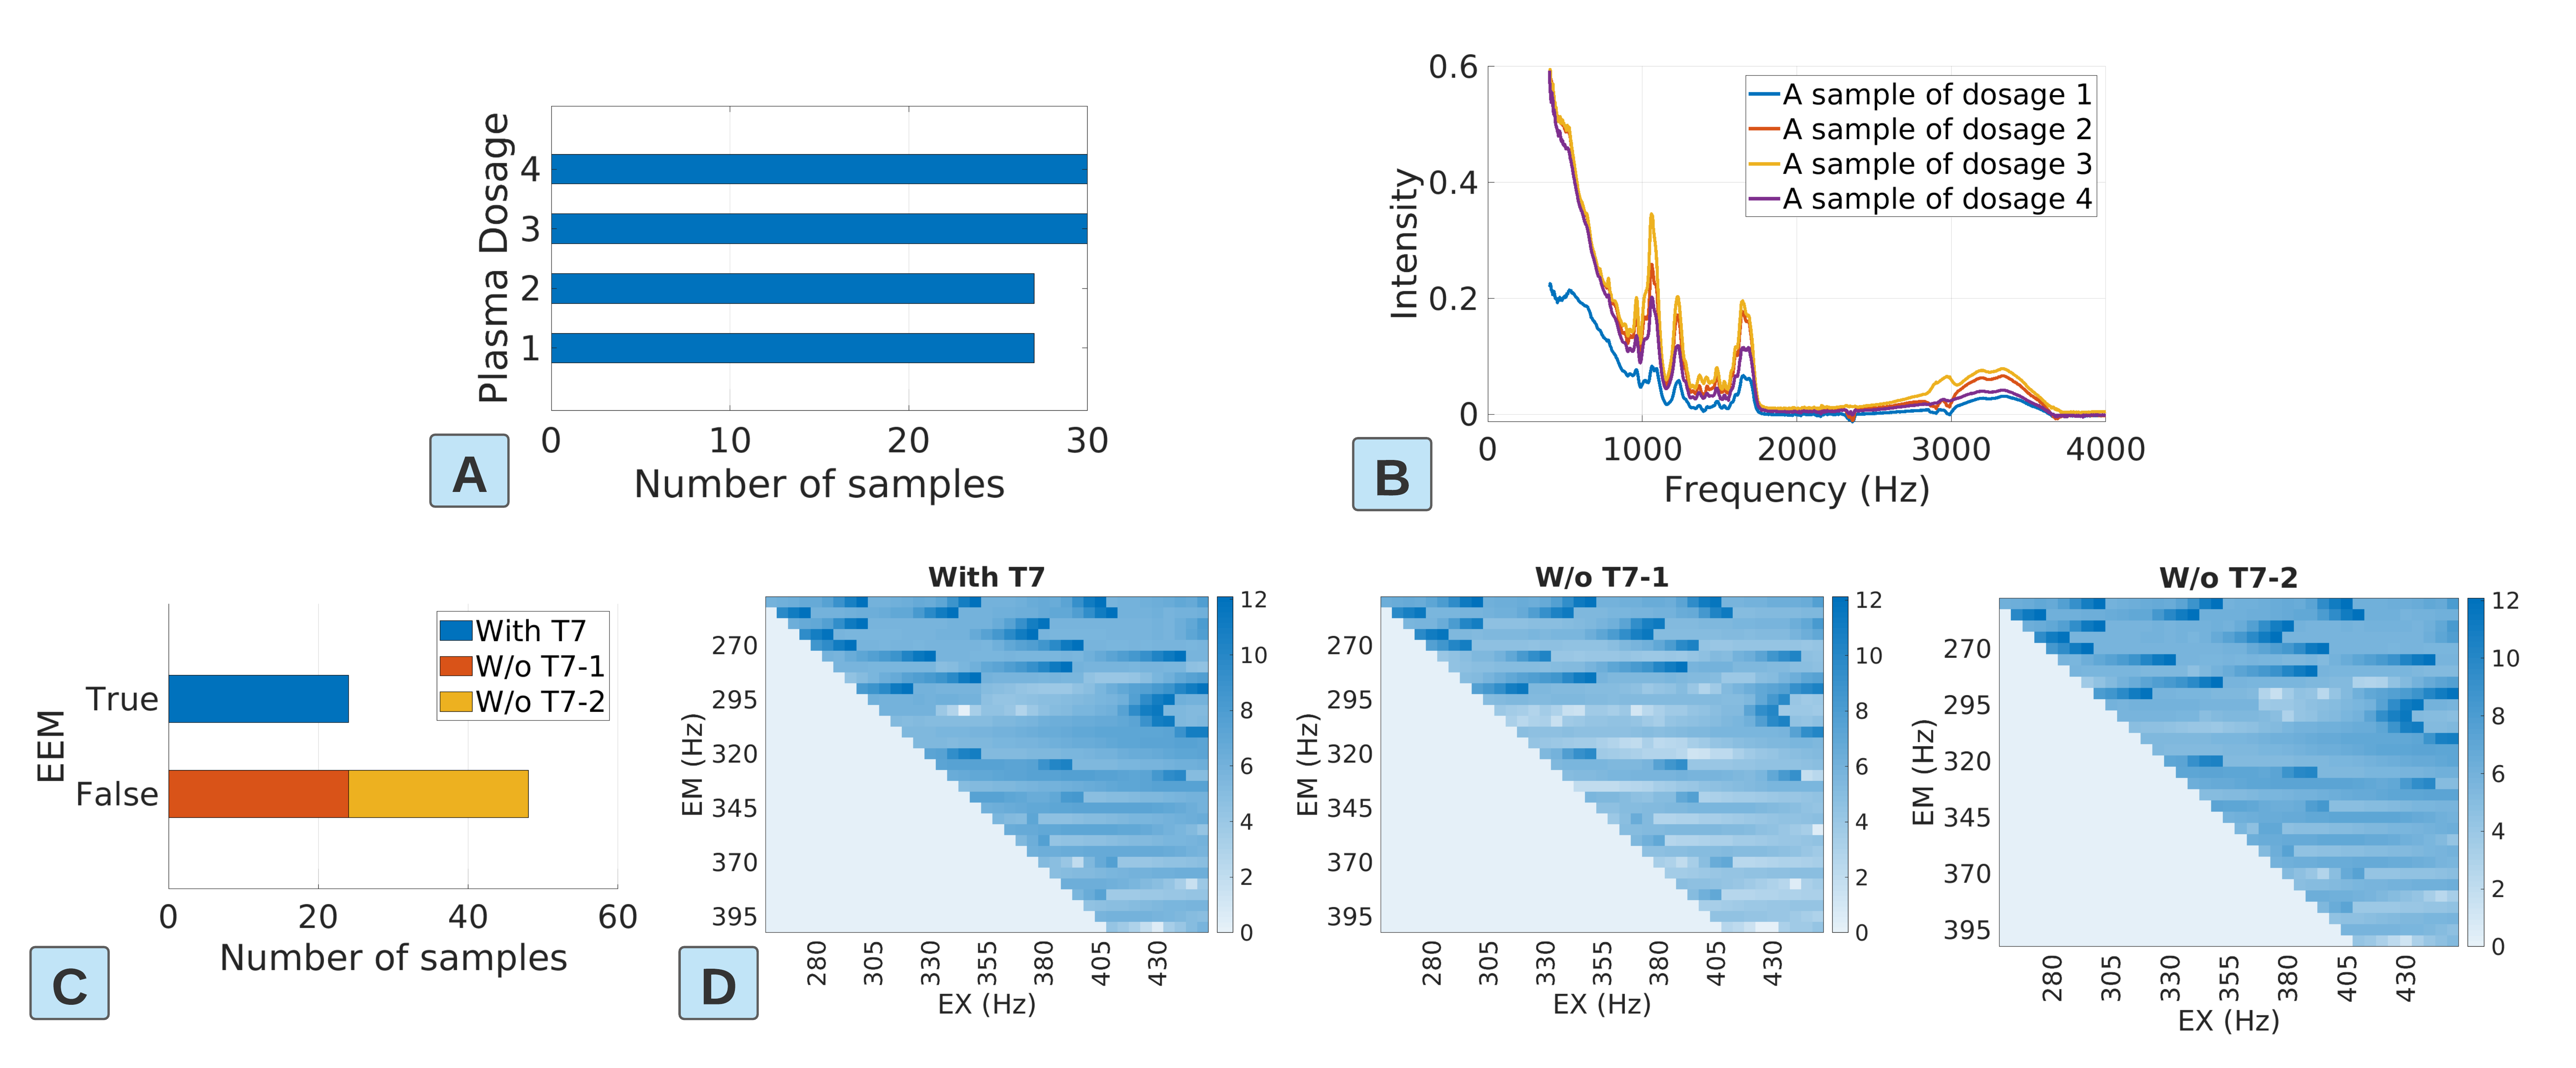 Plasma Dosage
4
3
2
1
0 10 20 30
Number of samples
A
Intensity
0.6
0.4
0.2
0
A sample of dosage 1
A sample of dosage 2
A sample of dosage 3
A sample of dosage 4
0 1000 2000 3000 4000
Frequency (Hz)
B
EEM
True
False
With T7
W/o T7-1
W/o T7-2
0 20 40 60
Number of samples
C
With T7
EM (Hz)
270
295
320
345
370
395
280 305 330 355 380 405 430
EX (Hz)
12
10
8
6
4
2
0
D
W/o T7-1
EM (Hz)
270
295
320
345
370
395
280 305 330 355 380 405 430
EX (Hz)
12
10
8
6
4
2
0
W/o T7-2
EM (Hz)
270
295
320
345
370
395
280 305 330 355 380 405 430
EX (Hz)
12
10
8
6
4
2
0